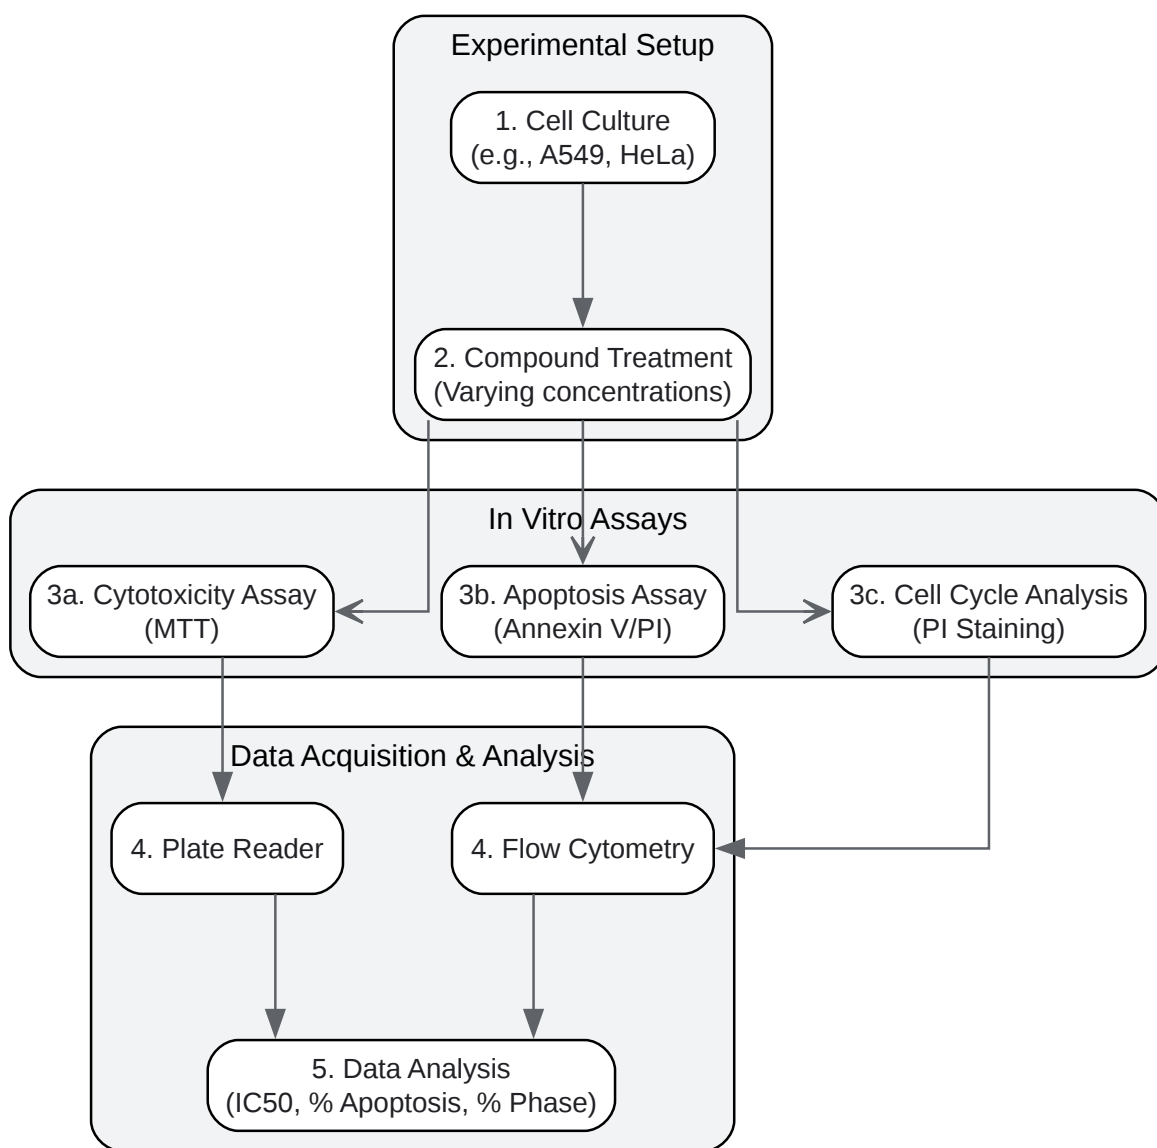 Experimental Setup
1. Cell Culture
(e.g., A549, HeLa)
2. Compound Treatment
(Varying concentrations)
In Vitro Assays
3a. Cytotoxicity Assay
(MTT)
3b. Apoptosis Assay
(Annexin V/PI)
3c. Cell Cycle Analysis
(PI Staining)
Data Acquisition & Analysis
4. Plate Reader
4. Flow Cytometry
5. Data Analysis
(IC50, % Apoptosis, % Phase)